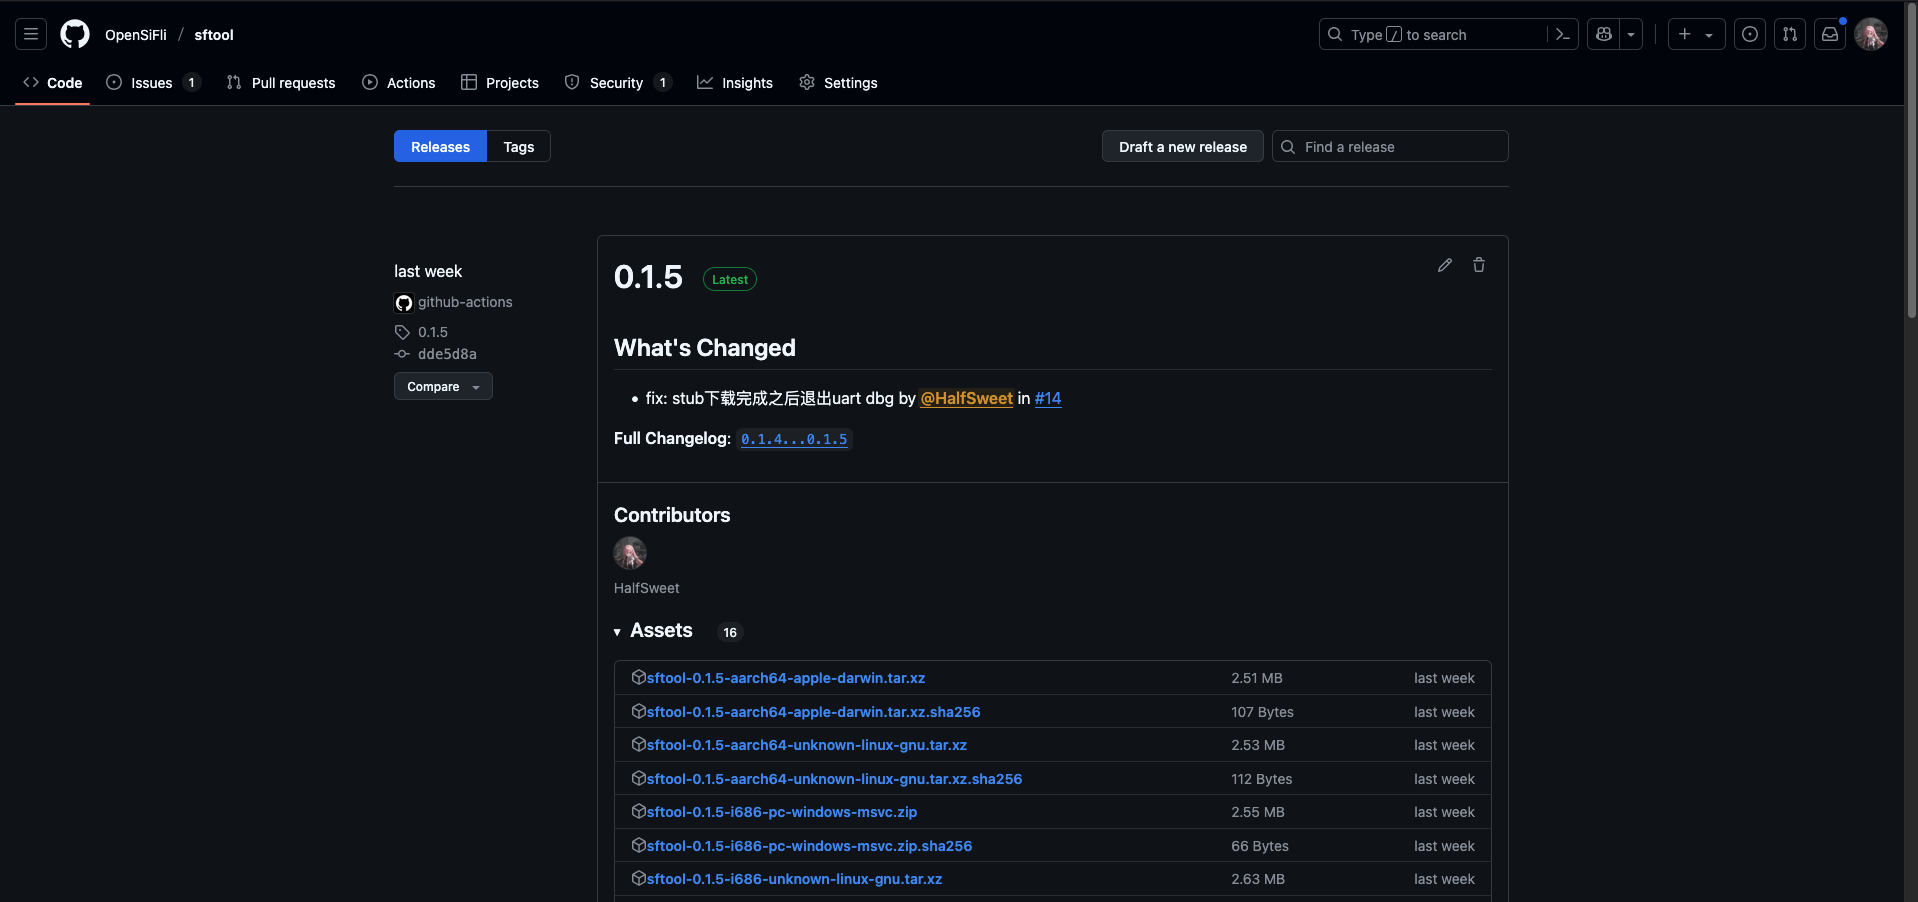 OpenSiFli / sftool
Type / to search
Code
Issues 1
Pull requests
Actions
Projects
Security 1
Insights
Settings
Releases
Tags
Draft a new release
Find a release
last week
github-actions
0.1.5
dde5d8a
Compare
0.1.5 Latest
What's Changed
• fix: stub下载完成之后退出uart dbg by @HalfSweet in #14
Full Changelog: 0.1.4...0.1.5
Contributors
HalfSweet
Assets 16
sftool-0.1.5-aarch64-apple-darwin.tar.xz 2.51 MB last week
sftool-0.1.5-aarch64-apple-darwin.tar.xz.sha256 107 Bytes last week
sftool-0.1.5-aarch64-unknown-linux-gnu.tar.xz 2.53 MB last week
sftool-0.1.5-aarch64-unknown-linux-gnu.tar.xz.sha256 112 Bytes last week
sftool-0.1.5-i686-pc-windows-msvc.zip 2.55 MB last week
sftool-0.1.5-i686-pc-windows-msvc.zip.sha256 66 Bytes last week
sftool-0.1.5-i686-unknown-linux-gnu.tar.xz 2.63 MB last week